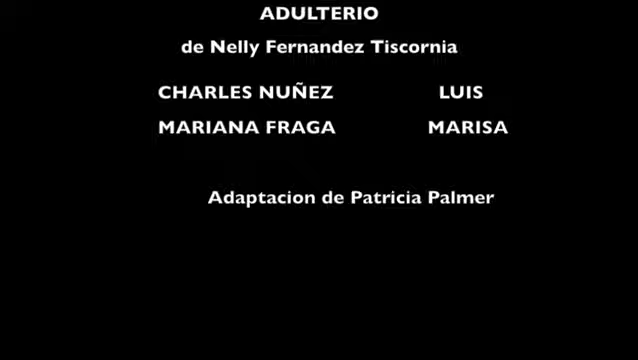 ADULTERIO
de Nelly Fernandez Tiscornia
CHARLES NUÑEZ LUIS
MARIANA FRAGA MARISA
Adaptacion de Patricia Palmer